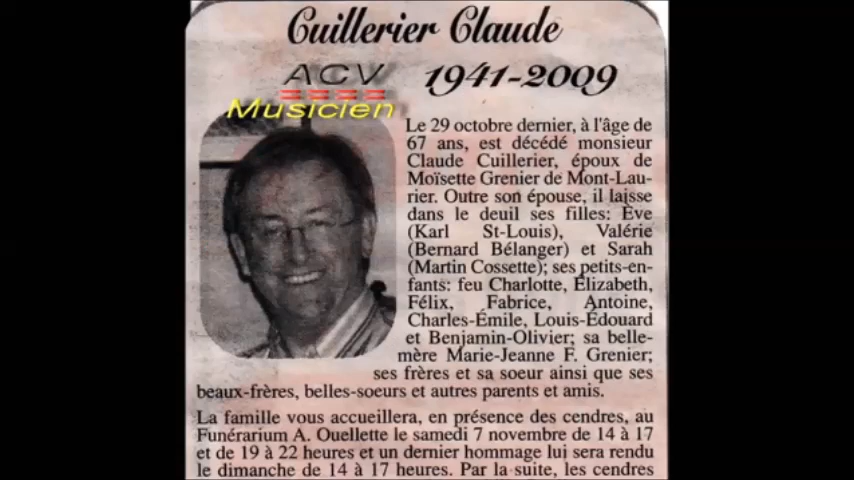 Cuillerier Claude
ACV
1941-2009
Musicien
Le 29 octobre dernier, à l'âge de
67 ans, est décédé monsieur
Claude Cuillerier, époux de
Moïsette Grenier de Mont-Lau-
rier. Outre son épouse, il laisse
dans le deuil ses filles: Ève
(Karl St-Louis), Valérie
(Bernard Bélanger) et Sarah
(Martin Cossette); ses petits-en-
fants: feu Charlotte, Élizabeth,
Félix, Fabrice, Antoine,
Charles-Émile, Louis-Édouard
et Benjamin-Olivier; sa belle-
mère Marie-Jeanne F. Grenier;
ses frères et sa soeur ainsi que ses
beaux-frères, belles-soeurs et autres parents et amis.
La famille vous accueillera, en présence des cendres, au
Funérarium A. Ouellette le samedi 7 novembre de 14 à 17
et de 19 à 22 heures et un dernier hommage lui sera rendu
le dimanche de 14 à 17 heures. Par la suite, les cendres